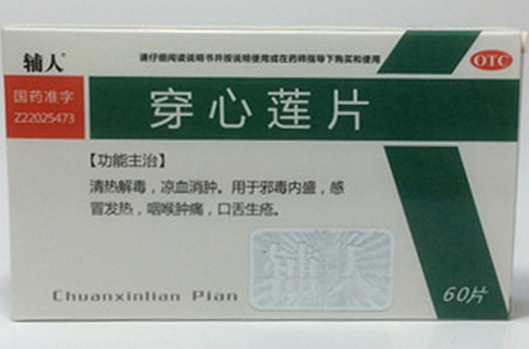 辅人
请仔细阅读说明书并按说明使用或在药师指导下购买和使用
OTC
国药准字
Z22025473
穿心莲片
【功能主治】
清热解毒，凉血消肿。用于邪毒内盛，感
冒发热，咽喉肿痛，口舌生疮。
辅人
Chuanxinlian Pian
60片